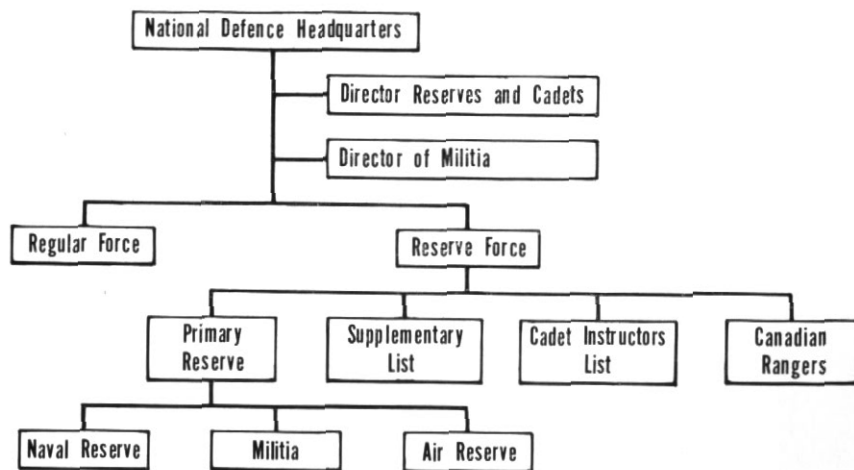 National Defence Headquarters
Director Reserves and Cadets
Director of Militia
Regular Force
Reserve Force
Primary
Reserve
Supplementary
List
Cadet Instructors
List
Canadian
Rangers
Naval Reserve
Militia
Air Reserve